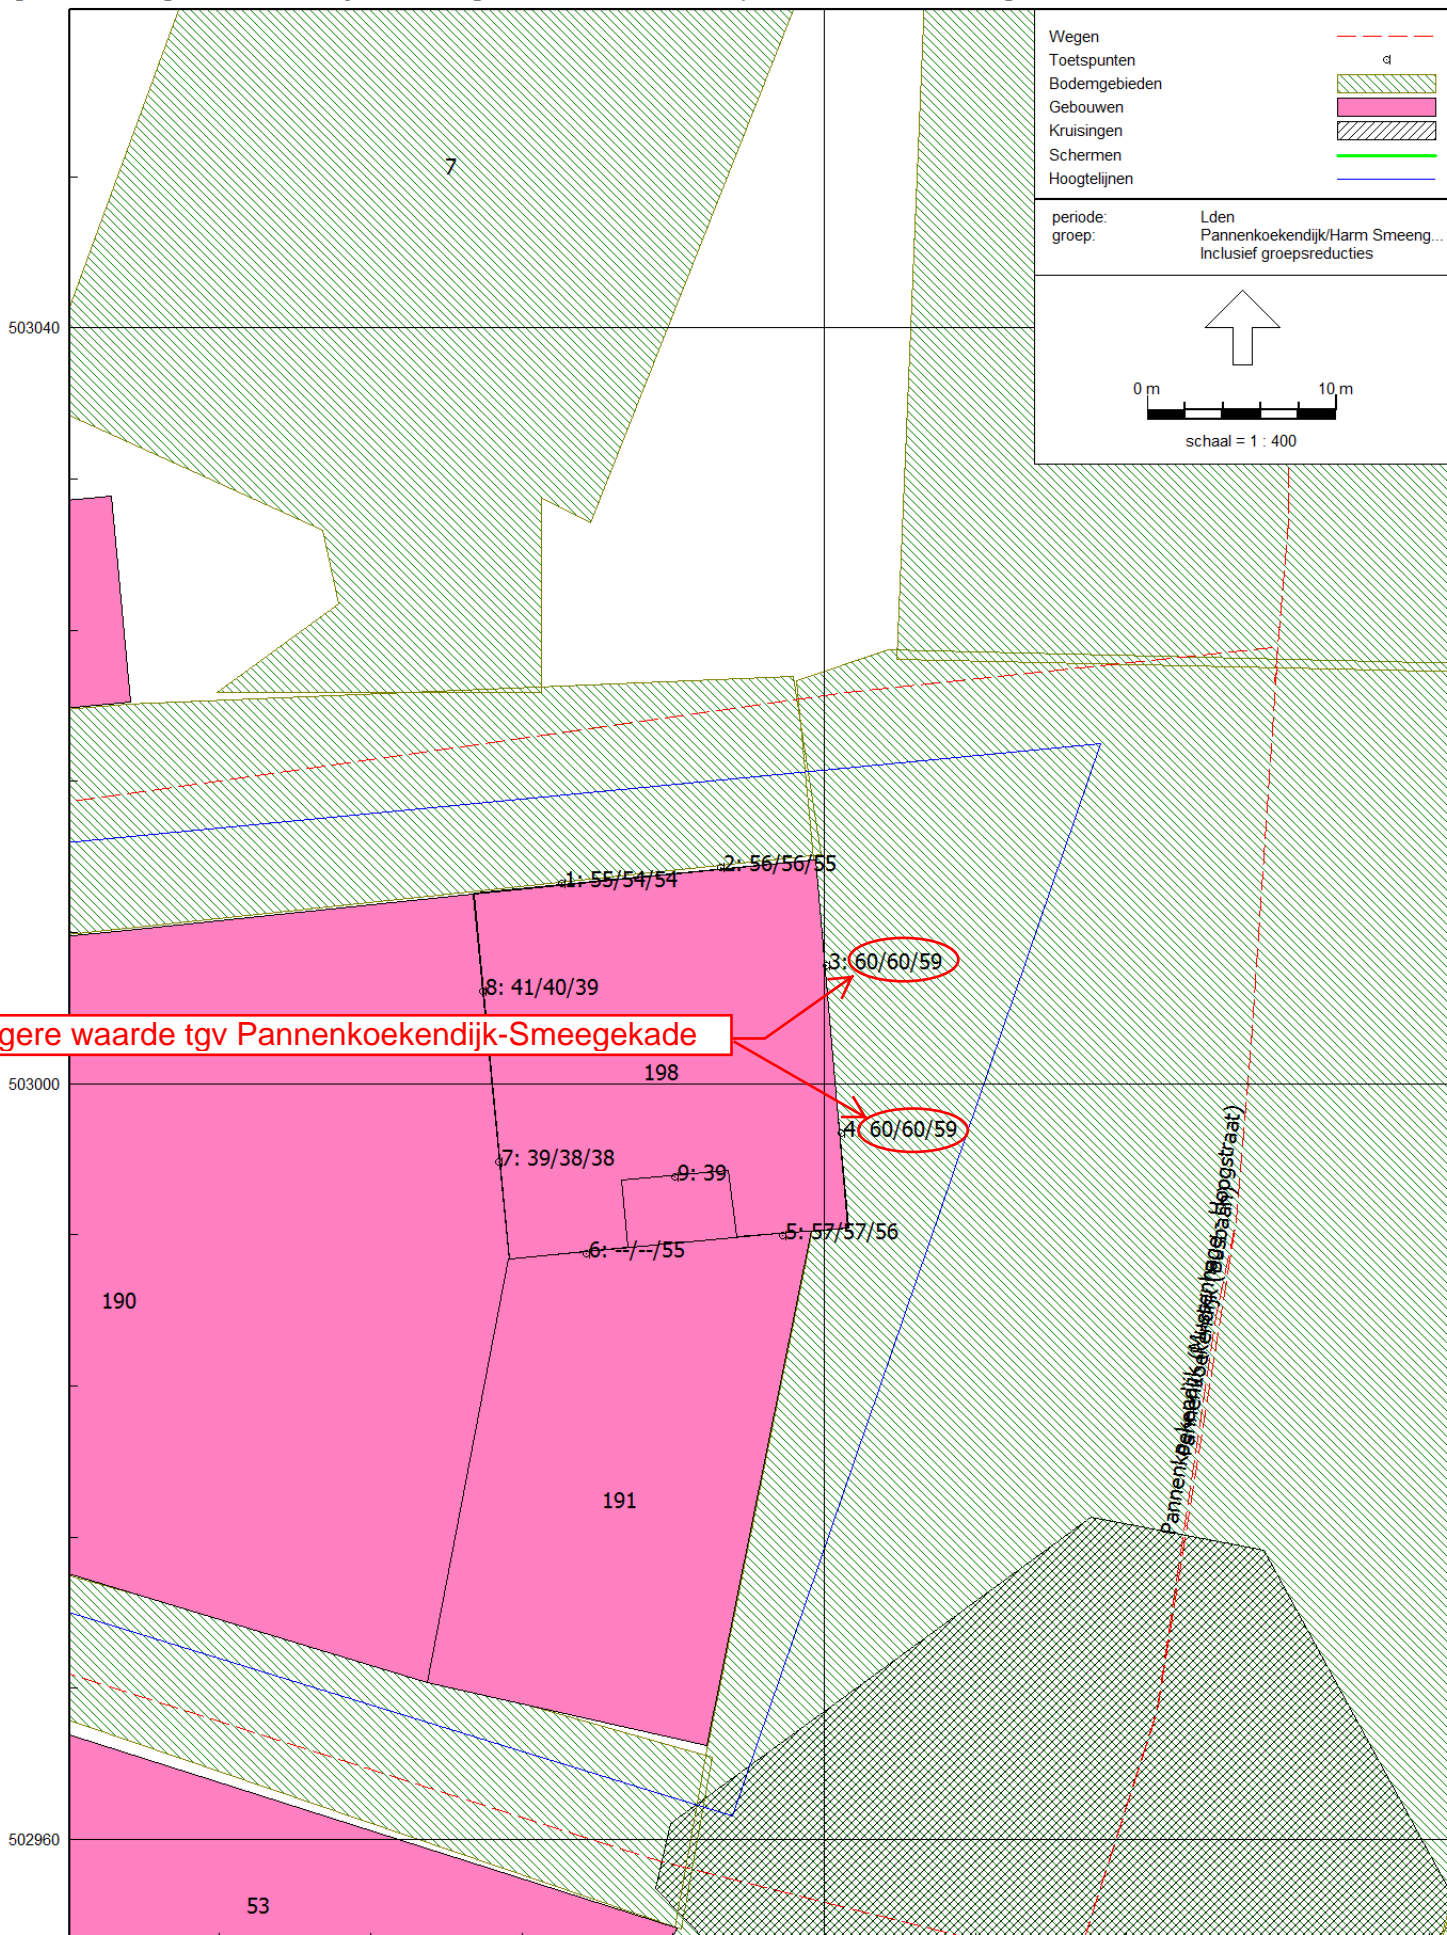 Wegen
Toetspunten
Bodemgebieden
Gebouwen
Kruisingen
Schermen
Hoogtelijnen
periode: Lden
groep: Pannenkoekendijk/Harm Smeeng...
Inclusief groepsreducties
0 m 10 m
schaal = 1 : 400
7
503040
2: 56/56/55
1: 55/54/54
3: 60/60/59
8: 41/40/39
gere waarde tgv Pannenkoekendijk-Smeegekade
198
503000
4 60/60/59
7: 39/38/38
9: 39
5: 57/57/56
6: --/--/55
190
191
502960
53